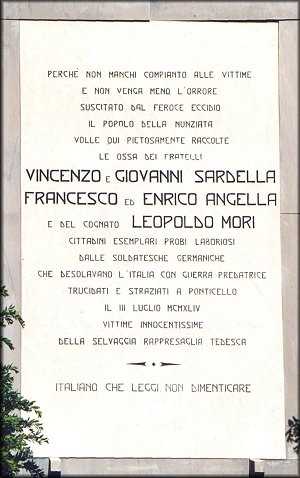 PERCHÉ NON MANCHI COMPIANTO ALLE VITTIME
E NON VENGA MENO L'ORRORE
SUSCITATO DAL FEROCE ECCIDIO
IL POPOLO DELLA NUNZIATA
VOLLE QUI PIETOSAMENTE RACCOLTE
LE OSSA DEI FRATELLI
VINCENZO E GIOVANNI SARDELLA
FRANCESCO ED ENRICO ANGELLA
E DEL COGNATO LEOPOLDO MORI
CITTADINI ESEMPLARI PROBI LABORIOSI
DALLE SOLDATESCHE GERMANICHE
CHE DESOLAVANO L'ITALIA CON GUERRA PREDATRICE
TRUCIDATI E STRAZIATI A PONTICELLO
IL III LUGLIO MCMXLIV
VITTIME INNOCENTISSIME
DELLA SELVAGGIA RAPPRESAGLIA TEDESCA
ITALIANO CHE LEGGI NON DIMENTICARE